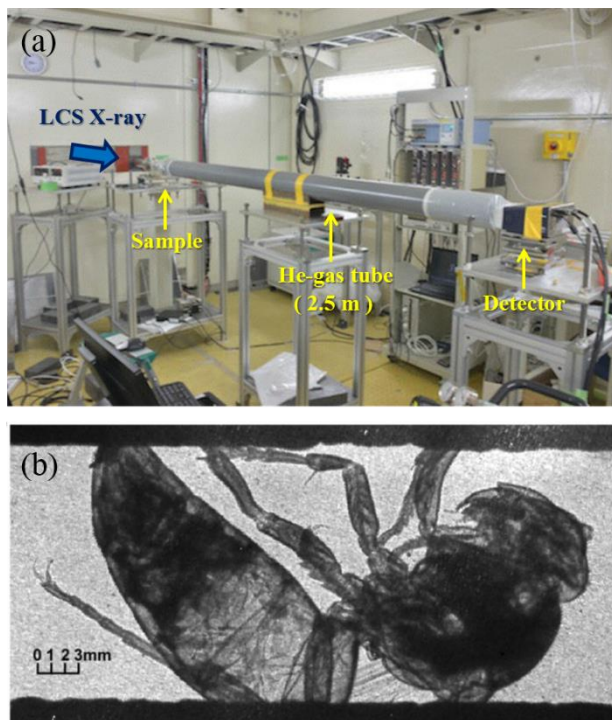 (a)
LCS X-ray
Sample
He-gas tube
( 2.5 m )
Detector
(b)
0 1 2 3mm